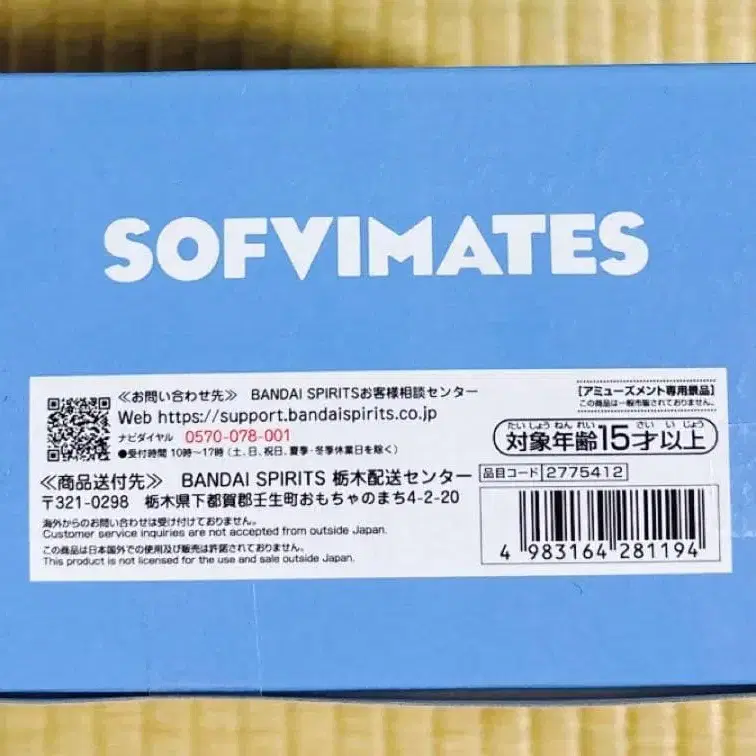 SOFVIMATES
≪お問い合わせ先≫ BANDAI SPIRITSお客様相談センター
Web https://support.bandaispirits.co.jp
ナビダイヤル 0570-078-001
●受付時間 10時〜17時 (土、日、祝日、夏季・冬季休業日を除く)
≪商品送付先≫ BANDAI SPIRITS 栃木配送センター
〒321-0298 栃木県下都賀郡壬生町おもちゃのまち4-2-20
海外からのお問い合わせは受け付けておりません。
Customer service inquiries are not accepted from outside Japan.
この商品は日本国外での使用及び販売は許諾されておりません。
This product is not licensed for the use and sale outside Japan.
[アミューズメント専用景品]
この商品は一般市販されておりません。
たいしょうねんれい さいいじょう
対象年齢15才以上
品目コード 2775412
4 983164 281194